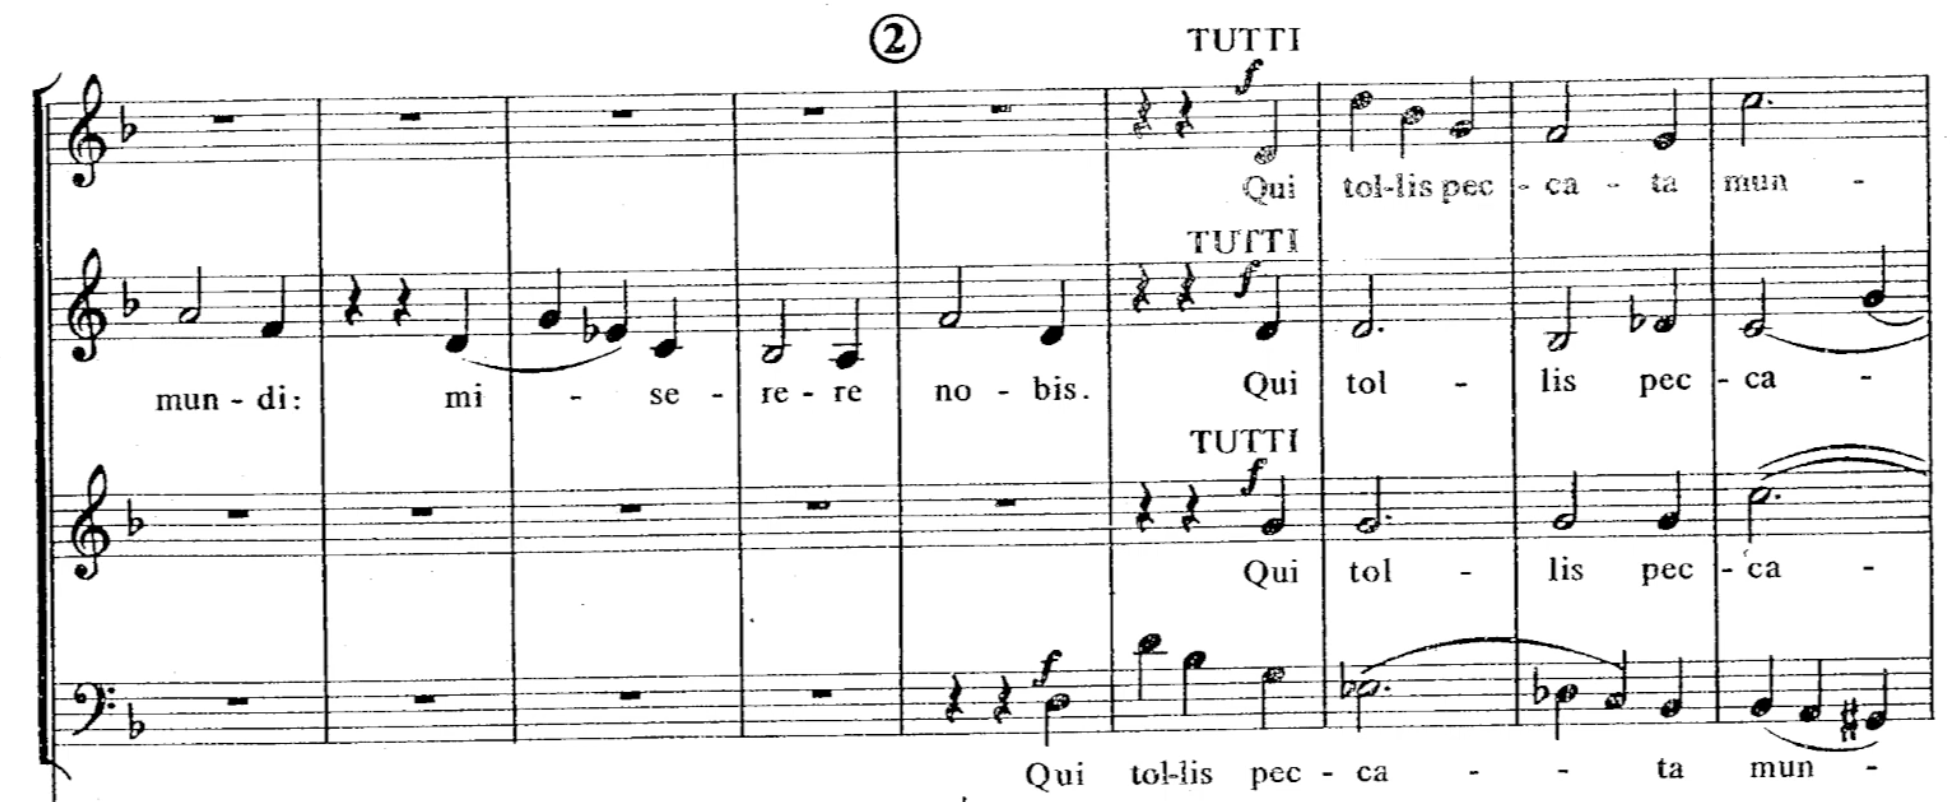 2
TUTTI
f
Qui tol-lis pec - ca - ta mun -
TUTTI
f
mun - di: mi - se - re - re no - bis. Qui tol - lis pec - ca -
TUTTI
f
Qui tol - lis pec - ca -
f
Qui tol-lis pec - ca - - ta mun -